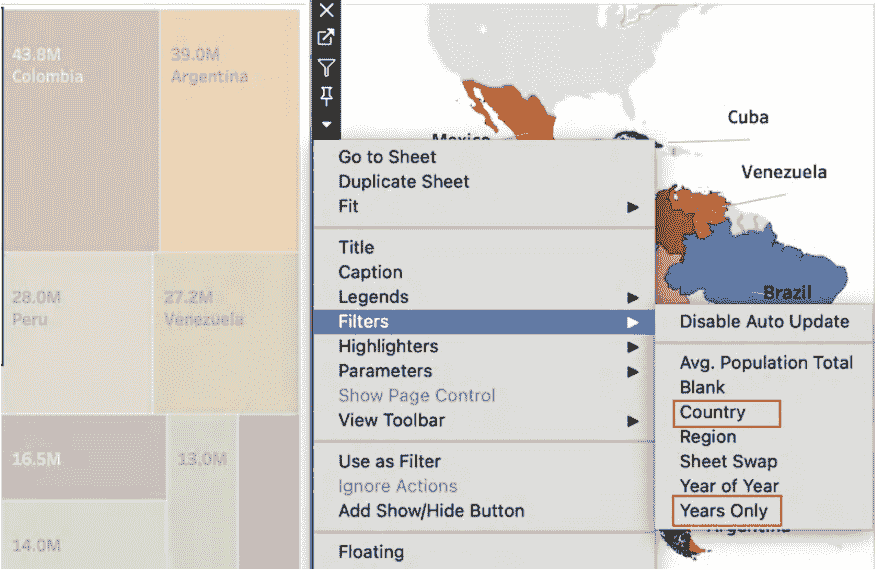 43.8M
Colombia
39.0M
Argentina
28.0M
Peru
27.2M
Venezuela
16.5M
13.0M
14.0M
Mexico
Cuba
Venezuela
Brazil
Argentina
Go to Sheet
Duplicate Sheet
Fit
Title
Caption
Legends
Filters
Highlighters
Parameters
Show Page Control
View Toolbar
Use as Filter
Ignore Actions
Add Show/Hide Button
Floating
Disable Auto Update
Avg. Population Total
Blank
Country
Region
Sheet Swap
Year of Year
Years Only